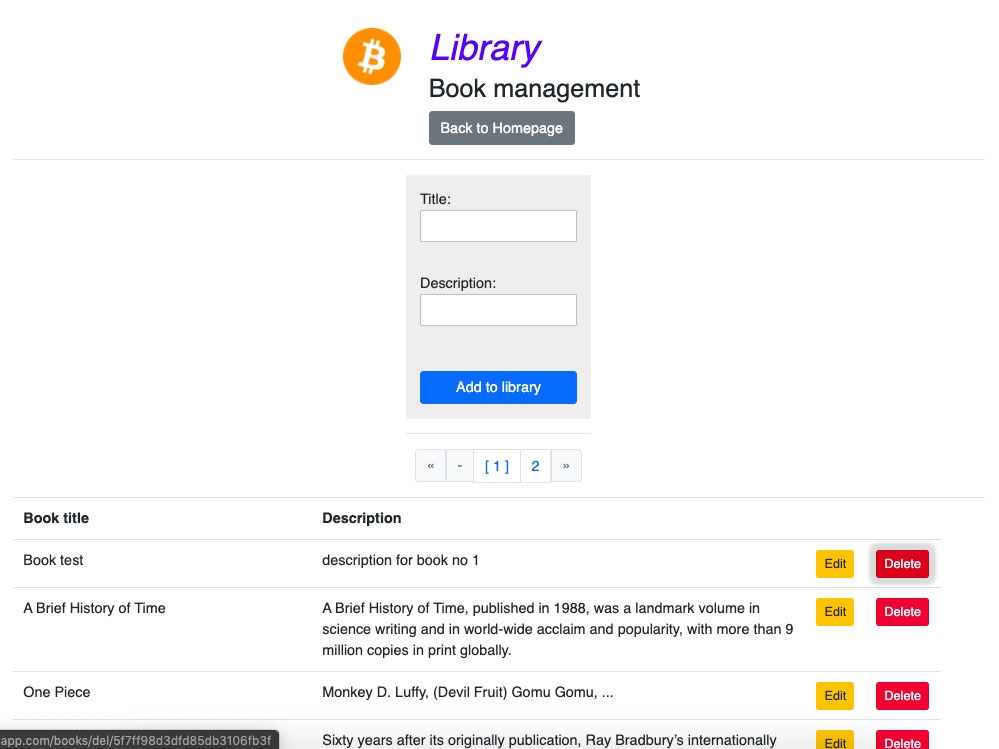 Library
Book management
Back to Homepage
Title:
Description:
Add to library
« - [ 1 ] 2 »
Book title Description
Book test description for book no 1 Edit Delete
A Brief History of Time A Brief History of Time, published in 1988, was a landmark volume in Edit Delete
science writing and in world-wide acclaim and popularity, with more than 9
million copies in print globally.
One Piece Monkey D. Luffy, (Devil Fruit) Gomu Gomu, ... Edit Delete
Sixty years after its originally publication, Ray Bradbury’s internationally Edit Delete
app.com/books/del/5f7ff98d3dfd85db3106fb3f